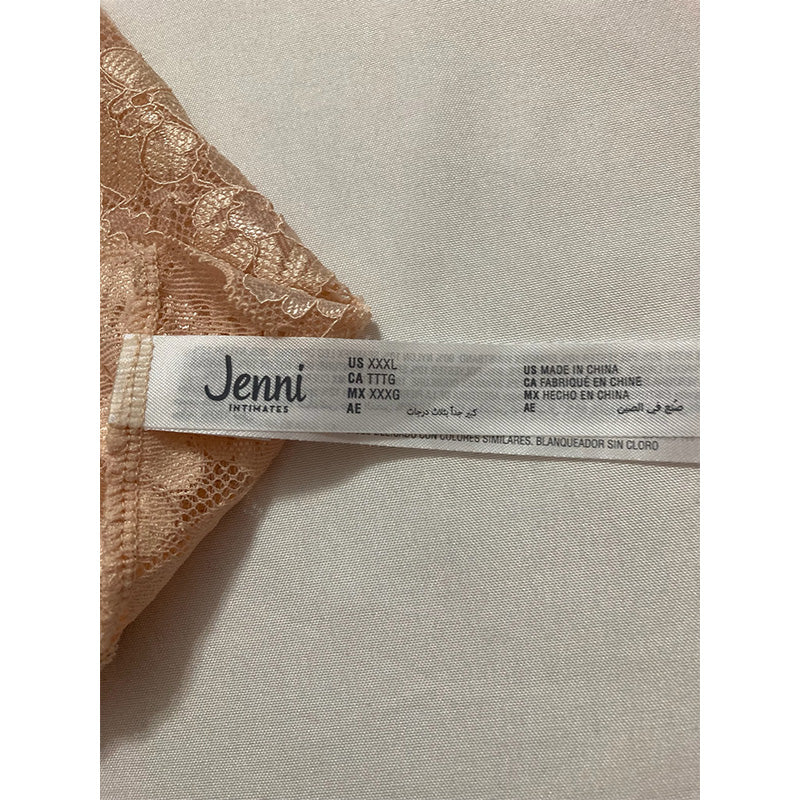 Jenni
INTIMATES
US XXXL
CA TTTG
MX XXXG
AE كبير جداً بثلاث درجات
US MADE IN CHINA
CA FABRIQUÉ EN CHINE
MX HECHO EN CHINA
AE صُنع في الصين
CON COLORES SIMILARES. BLANQUEADOR SIN CLORO